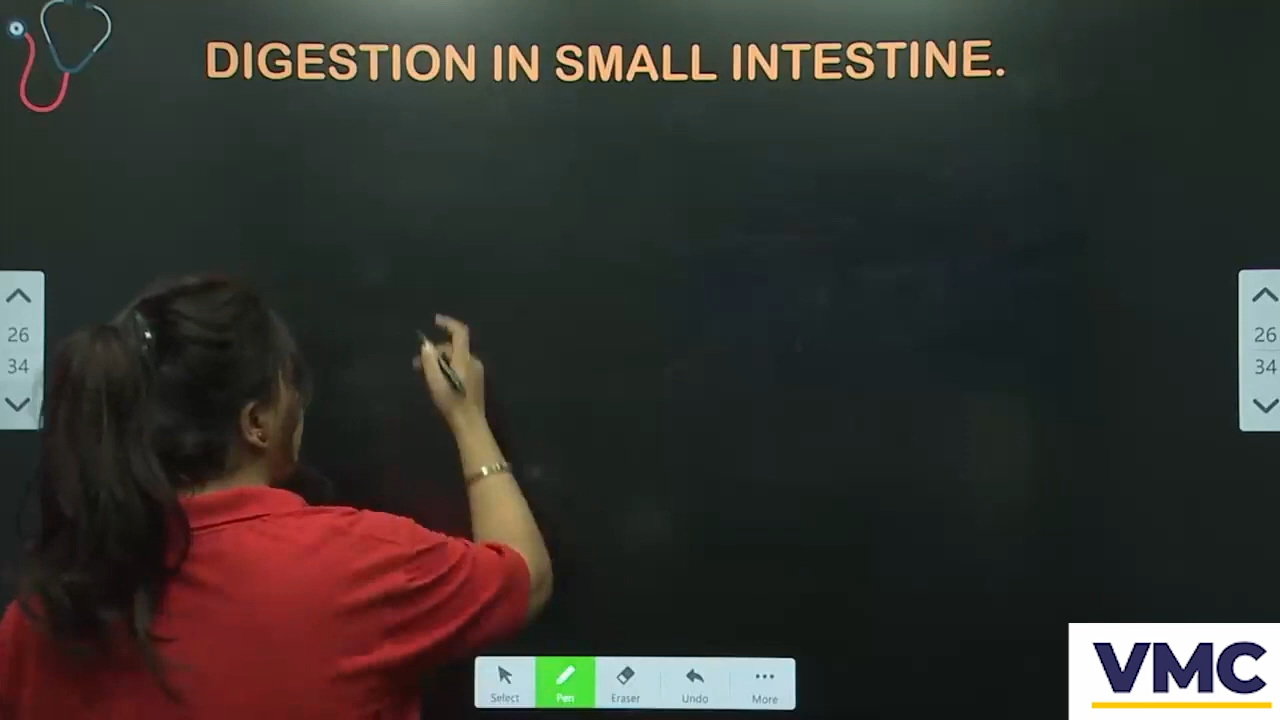 DIGESTION IN SMALL INTESTINE.
26
34
26
34
Select
Pen
Eraser
Undo
More
VMC